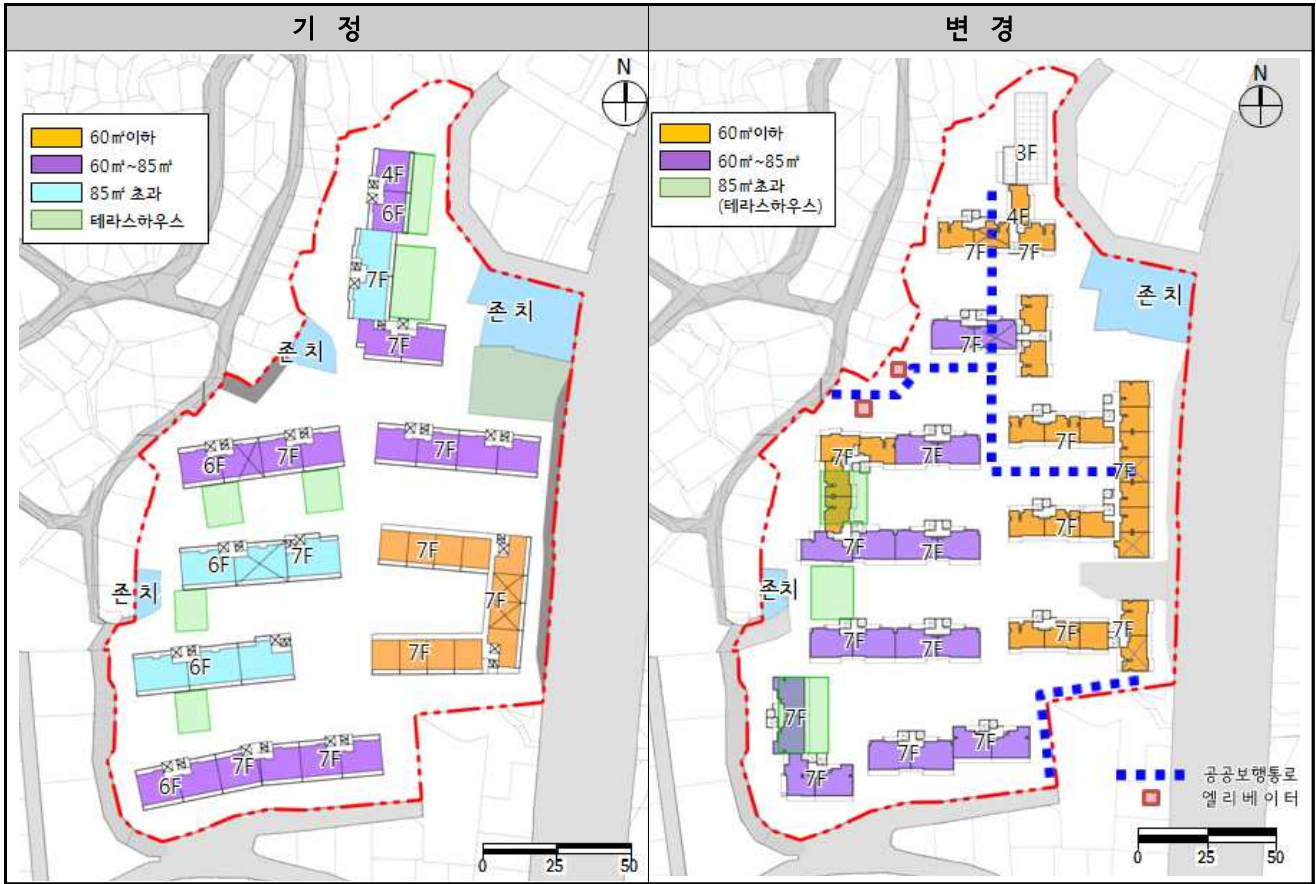 기 정
N
60㎡이하
60㎡~85㎡
85㎡ 초과
테라스하우스
4F
6F
7F
7F
존 치
존 치
6F
7F
7F
6F
7F
7F
7F
7F
존 치
6F
6F
7F
7F
0 25 50
변 경
N
60㎡이하
60㎡~85㎡
85㎡초과
(테라스하우스)
3F
4F
7F
7F
존 치
7F
7F
7F
7F
7F
7F
7F
7F
존 치
7F
7F
7F
7F
7F
7F
7F
7F
공공보행통로
엘리베이터
0 25 50